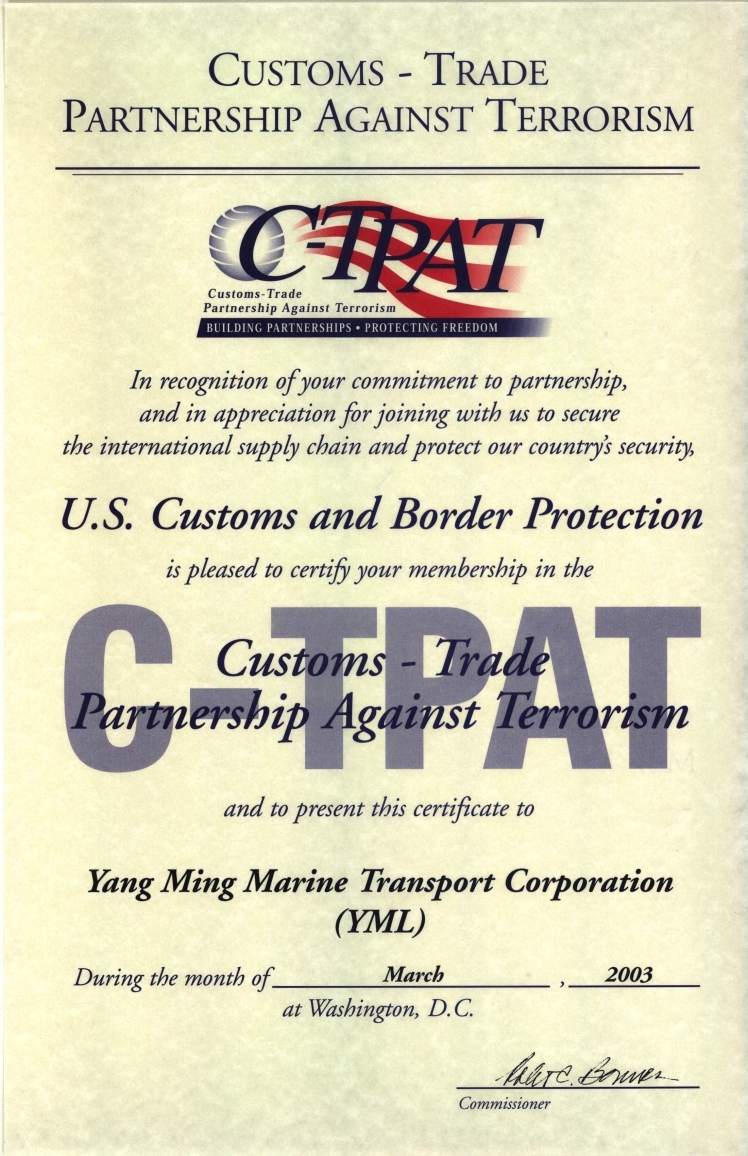 CUSTOMS - TRADE
PARTNERSHIP AGAINST TERRORISM
C-TPAT
Customs-Trade
Partnership Against Terrorism
BUILDING PARTNERSHIPS • PROTECTING FREEDOM
In recognition of your commitment to partnership,
and in appreciation for joining with us to secure
the international supply chain and protect our country's security,
U.S. Customs and Border Protection
is pleased to certify your membership in the
C-TPAT
Customs - Trade
Partnership Against Terrorism
and to present this certificate to
Yang Ming Marine Transport Corporation
(YML)
During the month of March , 2003
at Washington, D.C.
Robert C. Bonner
Commissioner